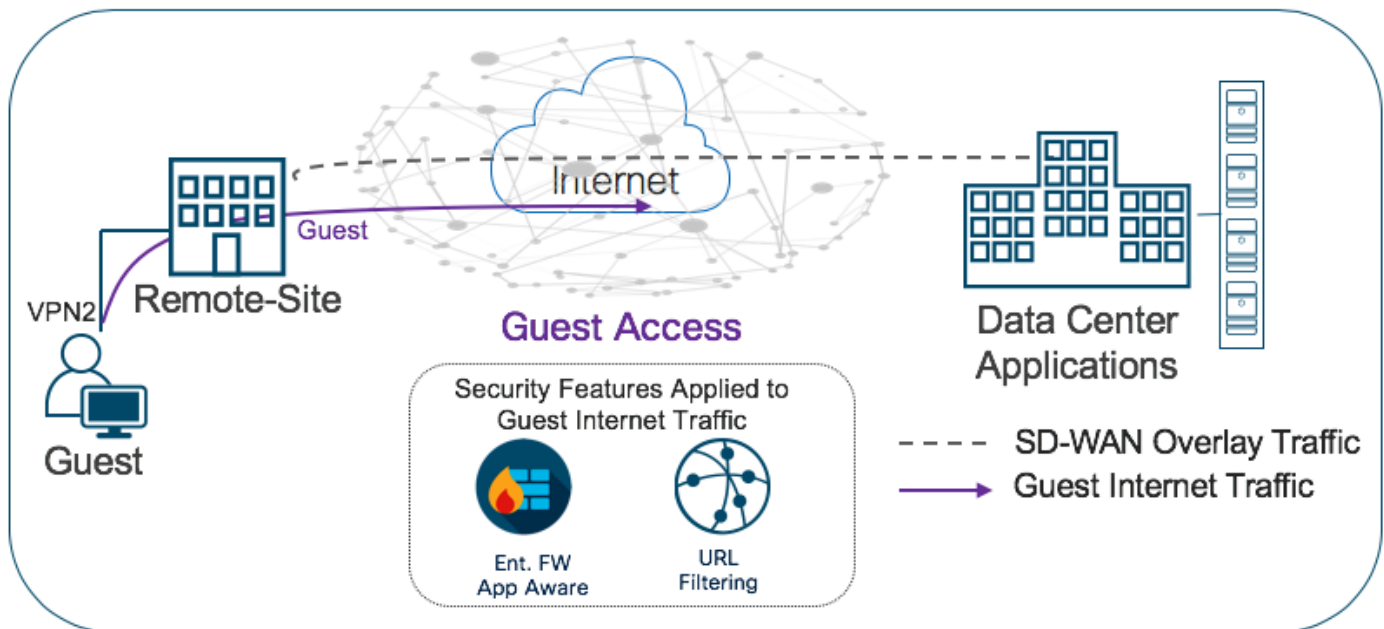 Internet
Guest
Remote-Site
VPN2
Guest
Guest Access
Data Center
Applications
Security Features Applied to
Guest Internet Traffic
Ent. FW
App Aware
URL
Filtering
SD-WAN Overlay Traffic
Guest Internet Traffic